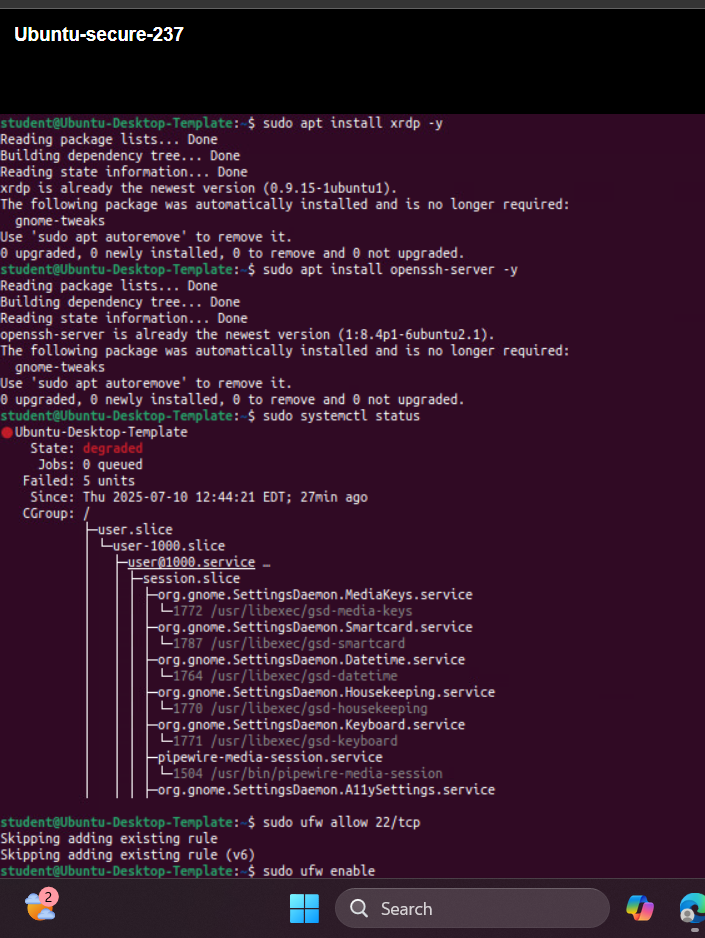 Ubuntu-secure-237
student@Ubuntu-Desktop-Template:~$ sudo apt install xrdp -y
Reading package lists... Done
Building dependency tree... Done
Reading state information... Done
xrdp is already the newest version (0.9.15-1ubuntu1).
The following package was automatically installed and is no longer required:
  gnome-tweaks
Use 'sudo apt autoremove' to remove it.
0 upgraded, 0 newly installed, 0 to remove and 0 not upgraded.
student@Ubuntu-Desktop-Template:~$ sudo apt install openssh-server -y
Reading package lists... Done
Building dependency tree... Done
Reading state information... Done
openssh-server is already the newest version (1:8.4p1-6ubuntu2.1).
The following package was automatically installed and is no longer required:
  gnome-tweaks
Use 'sudo apt autoremove' to remove it.
0 upgraded, 0 newly installed, 0 to remove and 0 not upgraded.
student@Ubuntu-Desktop-Template:~$ sudo systemctl status
● Ubuntu-Desktop-Template
    State: degraded
     Jobs: 0 queued
   Failed: 5 units
    Since: Thu 2025-07-10 12:44:21 EDT; 27min ago
   CGroup: /
           ├─user.slice
           │ └─user-1000.slice
           │   ├─user@1000.service …
           │   │ ├─session.slice
           │   │ │ ├─org.gnome.SettingsDaemon.MediaKeys.service
           │   │ │ │ └─1772 /usr/libexec/gsd-media-keys
           │   │ │ ├─org.gnome.SettingsDaemon.Smartcard.service
           │   │ │ │ └─1787 /usr/libexec/gsd-smartcard
           │   │ │ ├─org.gnome.SettingsDaemon.Datetime.service
           │   │ │ │ └─1764 /usr/libexec/gsd-datetime
           │   │ │ ├─org.gnome.SettingsDaemon.Housekeeping.service
           │   │ │ │ └─1770 /usr/libexec/gsd-housekeeping
           │   │ │ ├─org.gnome.SettingsDaemon.Keyboard.service
           │   │ │ │ └─1771 /usr/libexec/gsd-keyboard
           │   │ │ ├─pipewire-media-session.service
           │   │ │ │ └─1504 /usr/bin/pipewire-media-session
           │   │ │ ├─org.gnome.SettingsDaemon.A11ySettings.service
student@Ubuntu-Desktop-Template:~$ sudo ufw allow 22/tcp
Skipping adding existing rule
Skipping adding existing rule (v6)
student@Ubuntu-Desktop-Template:~$ sudo ufw enable
2
Search